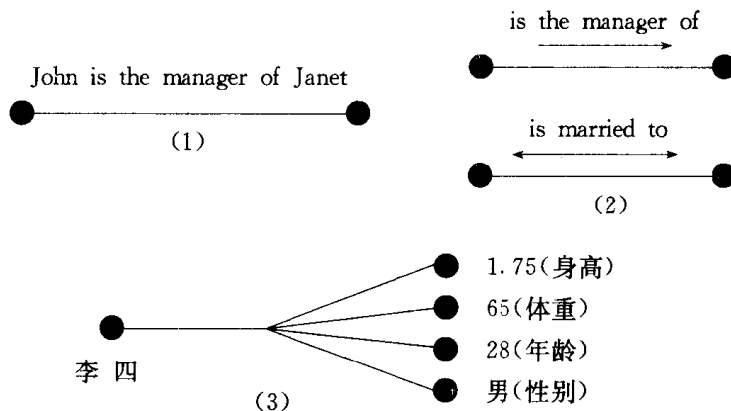 John is the manager of Janet
(1)
is the manager of
is married to
(2)
李 四
1.75(身高)
65(体重)
28(年龄)
男(性别)
(3)